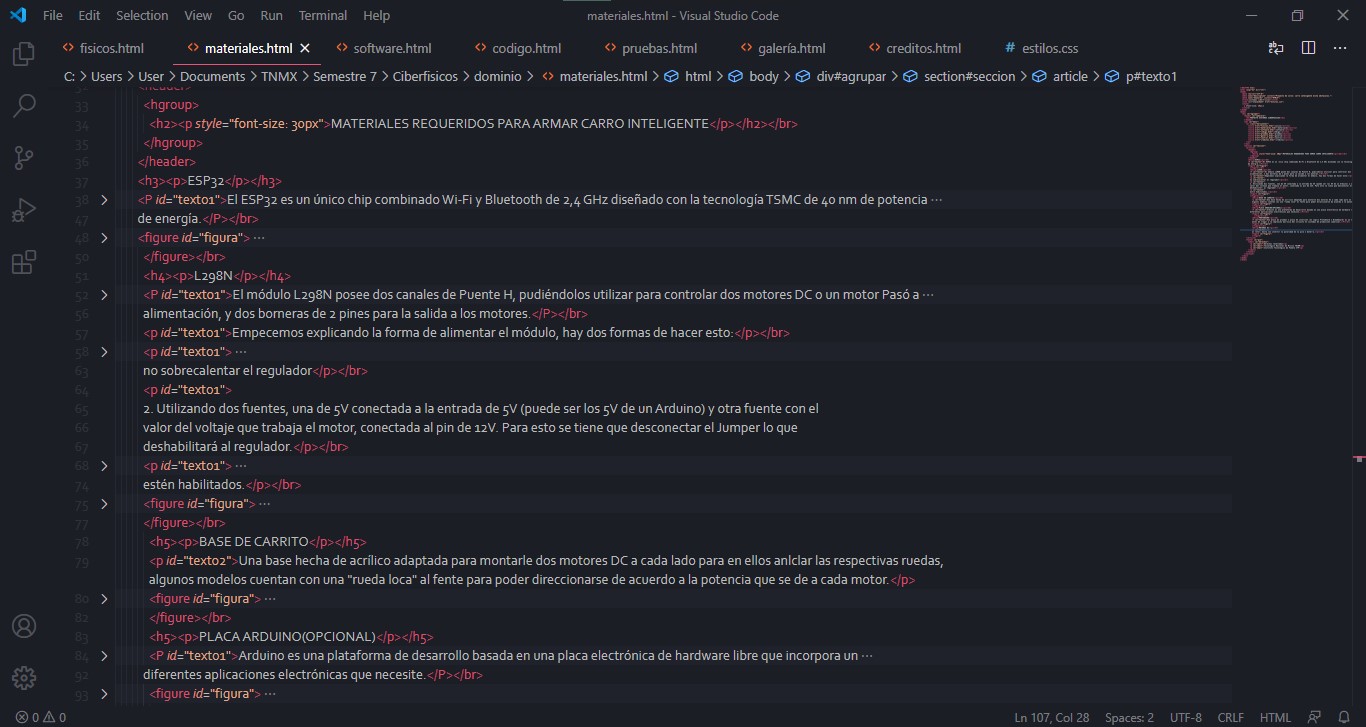 File Edit Selection View Go Run Terminal Help materiales.html - Visual Studio Code
<> fisicos.html <> materiales.html <> software.html <> codigo.html <> pruebas.html <> galería.html <> creditos.html # estilos.css
C: > Users > User > Documents > TNMX > Semestre 7 > Ciberfisicos > dominio > <> materiales.html > html > body > div#agrupar > section#seccion > article > p#texto1
32 <header>
33 <hgroup>
34 <h2><p style="font-size: 30px">MATERIALES REQUERIDOS PARA ARMAR CARRO INTELIGENTE</p></h2></br>
35 </hgroup>
36 </header>
37 <h3><p>ESP32</p></h3>
38 <P id="texto1">El ESP32 es un único chip combinado Wi-Fi y Bluetooth de 2,4 GHz diseñado con la tecnología TSMC de 40 nm de potencia ···
47 de energía.</P></br>
48 <figure id="figura"> ···
50 </figure></br>
51 <h4><p>L298N</p></h4>
52 <P id="texto1">El módulo L298N posee dos canales de Puente H, pudiéndolos utilizar para controlar dos motores DC o un motor Pasó a ···
56 alimentación, y dos borneras de 2 pines para la salida a los motores.</P></br>
57 <p id="texto1">Empecemos explicando la forma de alimentar el módulo, hay dos formas de hacer esto:</p></br>
58 <p id="texto1"> ···
63 no sobrecalentar el regulador</p></br>
64 <p id="texto1">
65 2. Utilizando dos fuentes, una de 5V conectada a la entrada de 5V (puede ser los 5V de un Arduino) y otra fuente con el
66 valor del voltaje que trabaja el motor, conectada al pin de 12V. Para esto se tiene que desconectar el Jumper lo que
67 deshabilitará al regulador.</p></br>
68 <p id="texto1"> ···
74 estén habilitados.</p></br>
75 <figure id="figura"> ···
77 </figure></br>
78 <h5><p>BASE DE CARRITO</p></h5>
79 <p id="texto2">Una base hecha de acrílico adaptada para montarle dos motores DC a cada lado para en ellos anlclar las respectivas ruedas,
algunos modelos cuentan con una "rueda loca" al fente para poder direccionarse de acuerdo a la potencia que se de a cada motor.</p>
80 <figure id="figura"> ···
82 </figure></br>
83 <h5><p>PLACA ARDUINO(OPCIONAL)</p></h5>
84 <P id="texto1">Arduino es una plataforma de desarrollo basada en una placa electrónica de hardware libre que incorpora un ···
92 diferentes aplicaciones electrónicas que necesite.</P></br>
93 <figure id="figura"> ···
0 0 Ln 107, Col 28 Spaces: 2 UTF-8 CRLF HTML